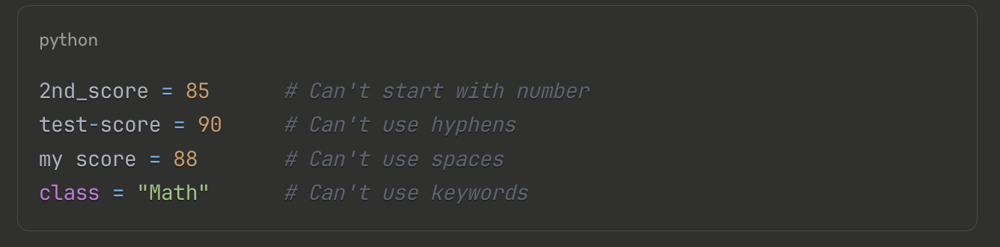 python
2nd_score = 85      # Can't start with number
test-score = 90     # Can't use hyphens
my score = 88       # Can't use spaces
class = "Math"      # Can't use keywords